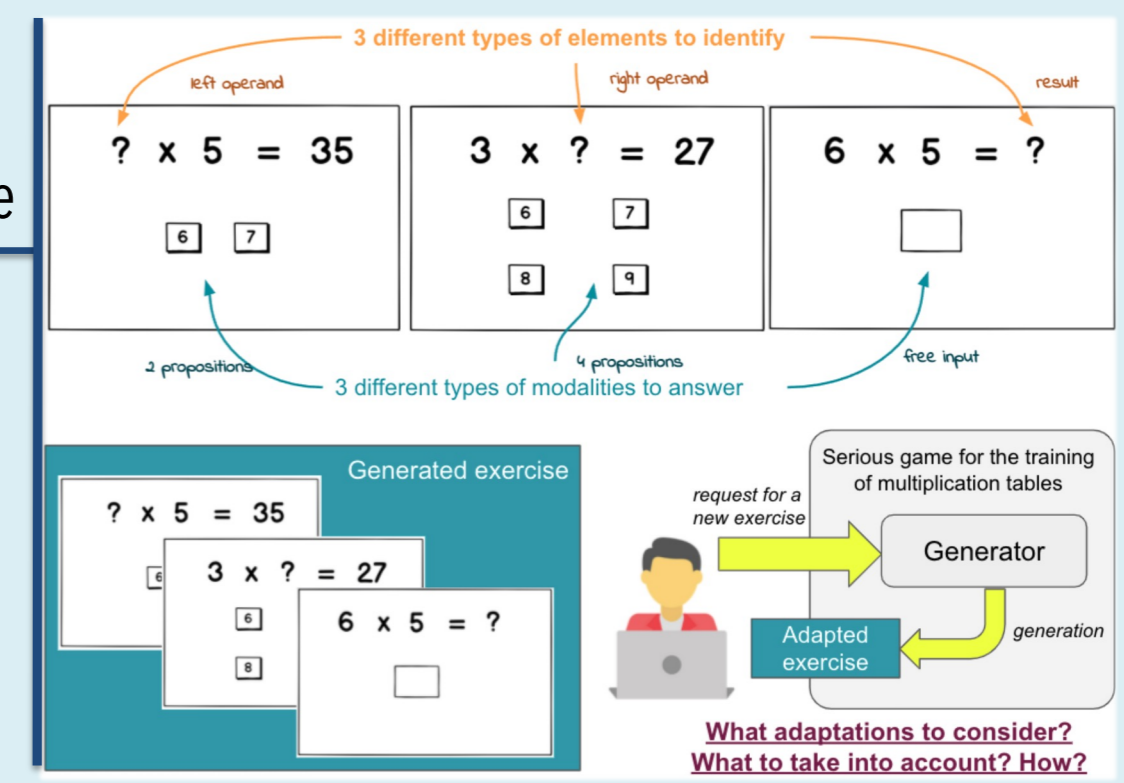 e
3 different types of elements to identify
left operand
right operand
result
? x 5 = 35
6 7
3 x ? = 27
6 7
8 9
6 x 5 = ?
2 propositions
4 propositions
free input
3 different types of modalities to answer
Generated exercise
? x 5 = 35
6
3 x ? = 27
6
8
6 x 5 = ?
Serious game for the training
of multiplication tables
request for a
new exercise
Generator
generation
Adapted
exercise
What adaptations to consider?
What to take into account? How?